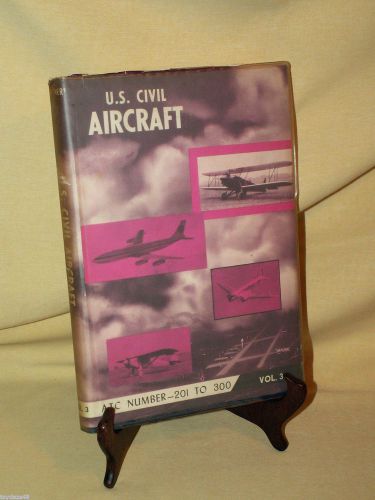 U.S. CIVIL
AIRCRAFT
ATC NUMBER—201 TO 300
VOL. 3
U.S. CIVIL AIRCRAFT